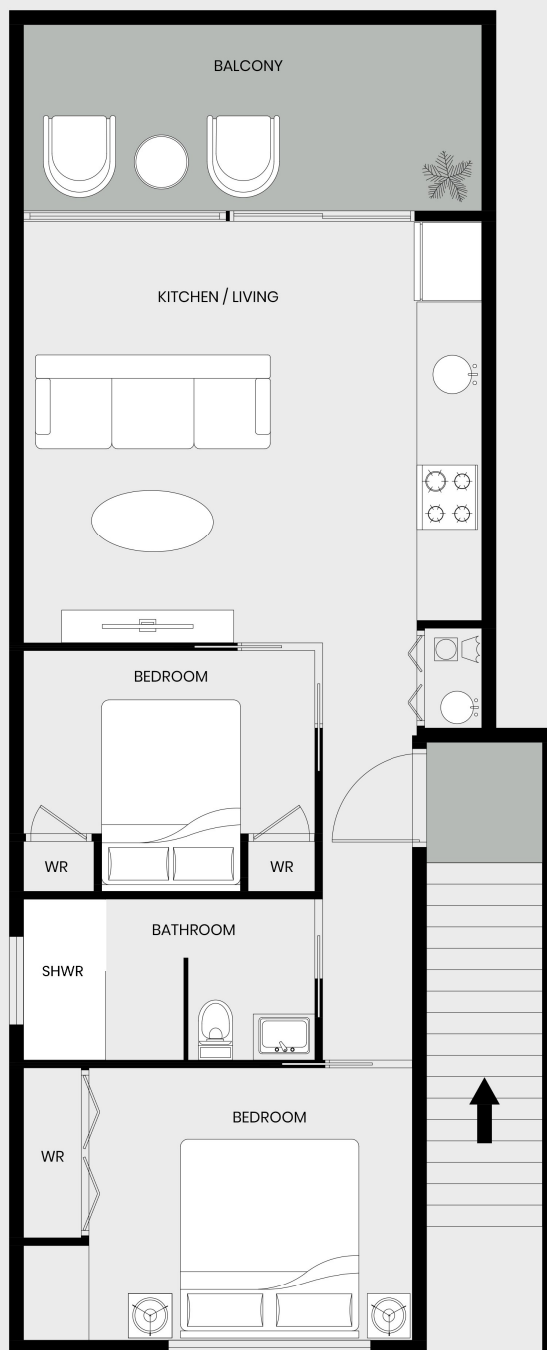 BALCONY
KITCHEN / LIVING
BEDROOM
WR
WR
BATHROOM
SHWR
BEDROOM
WR